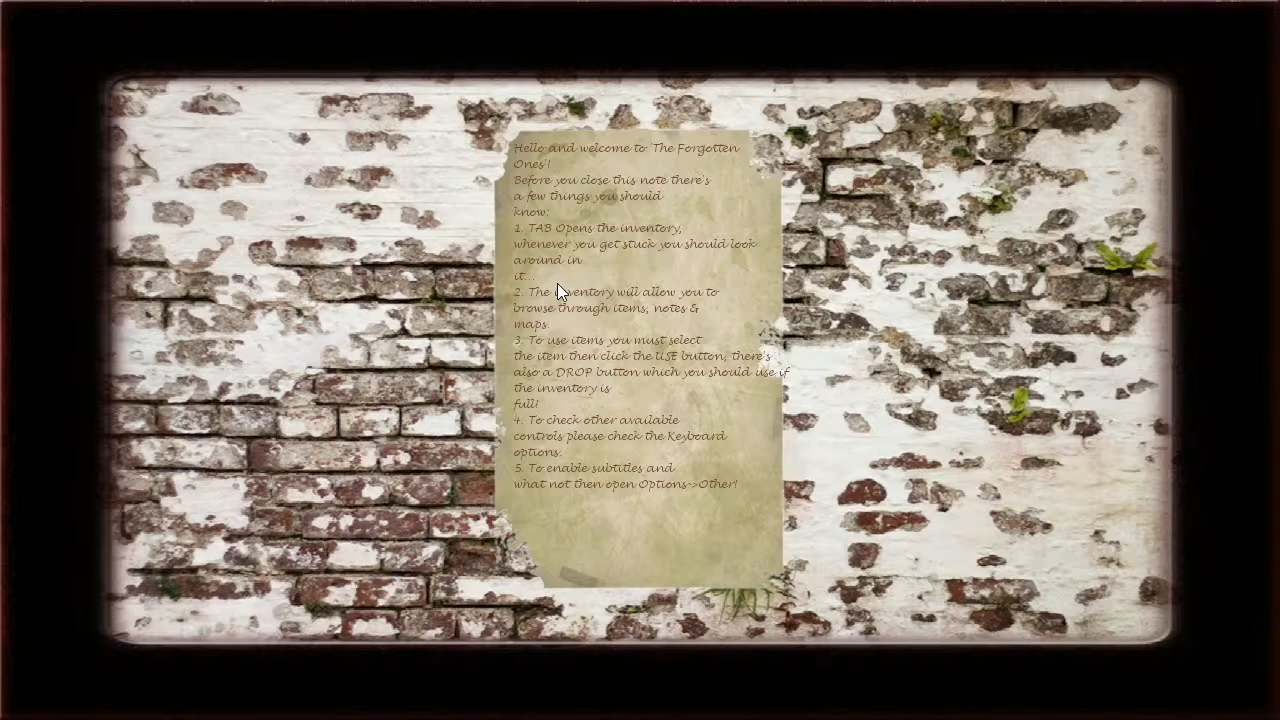 Hello and welcome to 'The Forgotten
Ones'!
Before you close this note there's
a few things you should
know:
1. TAB Opens the inventory,
whenever you get stuck you should look
around in
it...
2. The inventory will allow you to
browse through items, notes &
maps.
3. To use items you must select
the item then click the USE button, there's
also a DROP button which you should use if
the inventory is
full!
4. To check other available
controls please check the Keyboard
options.
5. To enable subtitles and
what not then open Options->Other!